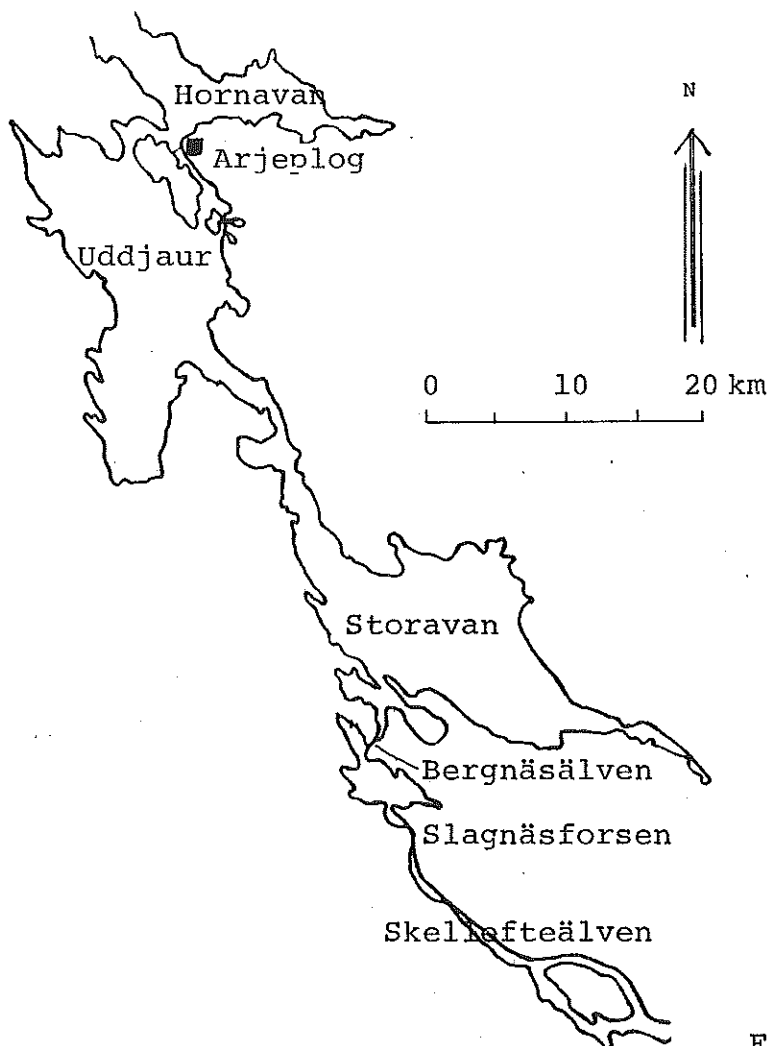 Hornavan
N
Arjeplog
Uddjaur
0 10 20 km
Storavan
Bergnäsälven
Slagnäsforsen
Skellefteälven
F